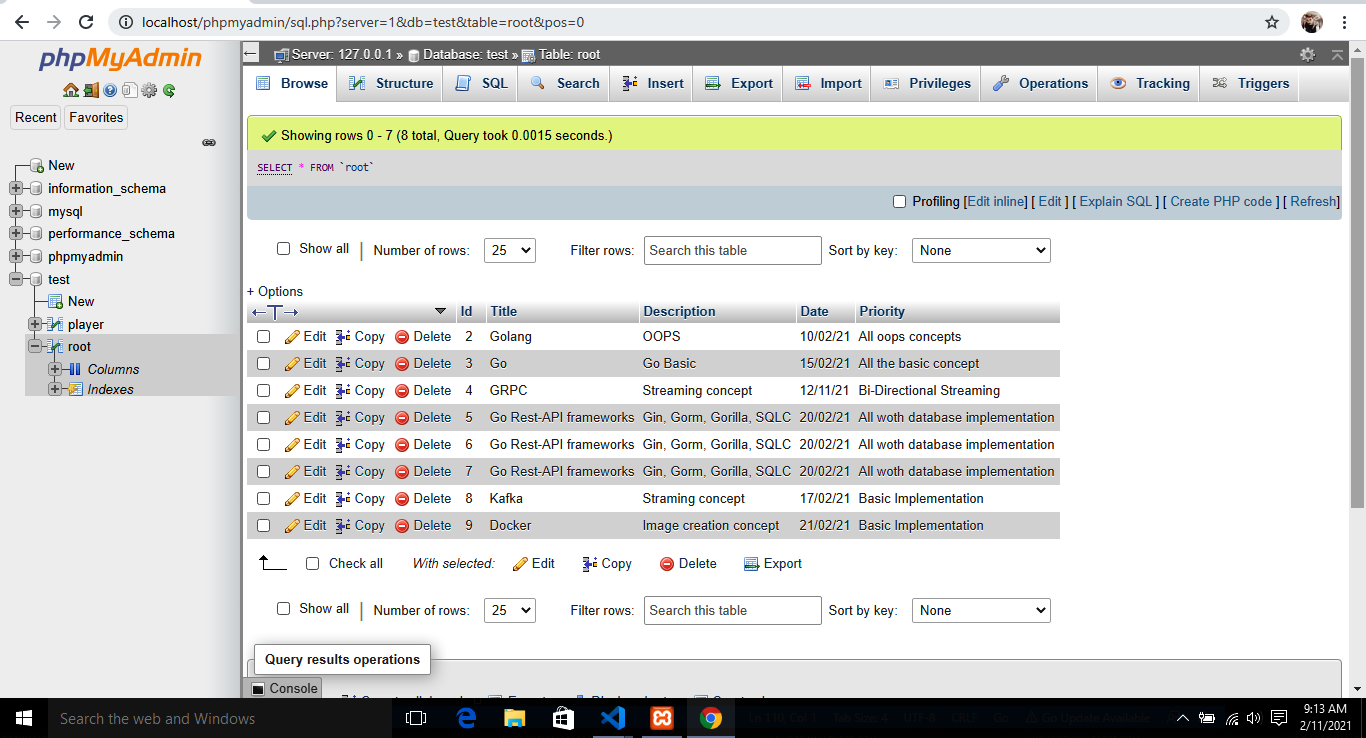 localhost/phpmyadmin/sql.php?server=1&db=test&table=root&pos=0
phpMyAdmin
Recent Favorites
New
information_schema
mysql
performance_schema
phpmyadmin
test
New
player
root
Columns
Indexes
Server: 127.0.0.1 » Database: test » Table: root
Browse Structure SQL Search Insert Export Import Privileges Operations Tracking Triggers
Showing rows 0 - 7 (8 total, Query took 0.0015 seconds.)
SELECT * FROM `root`
Profiling [Edit inline] [ Edit ] [ Explain SQL ] [ Create PHP code ] [ Refresh]
Show all | Number of rows: 25 Filter rows: Search this table Sort by key: None
+ Options
←T→ Id Title Description Date Priority
Edit Copy Delete 2 Golang OOPS 10/02/21 All oops concepts
Edit Copy Delete 3 Go Go Basic 15/02/21 All the basic concept
Edit Copy Delete 4 GRPC Streaming concept 12/11/21 Bi-Directional Streaming
Edit Copy Delete 5 Go Rest-API frameworks Gin, Gorm, Gorilla, SQLC 20/02/21 All woth database implementation
Edit Copy Delete 6 Go Rest-API frameworks Gin, Gorm, Gorilla, SQLC 20/02/21 All woth database implementation
Edit Copy Delete 7 Go Rest-API frameworks Gin, Gorm, Gorilla, SQLC 20/02/21 All woth database implementation
Edit Copy Delete 8 Kafka Straming concept 17/02/21 Basic Implementation
Edit Copy Delete 9 Docker Image creation concept 21/02/21 Basic Implementation
Check all With selected: Edit Copy Delete Export
Show all | Number of rows: 25 Filter rows: Search this table Sort by key: None
Query results operations
Console
Search the web and Windows
9:13 AM
2/11/2021